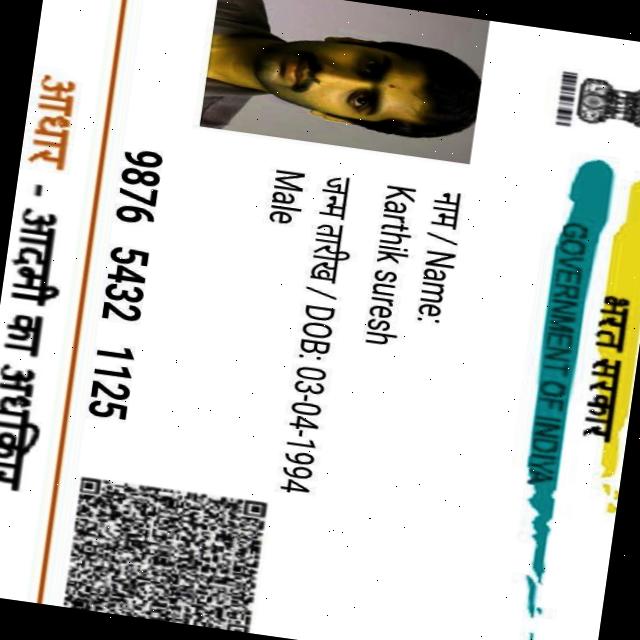 भारत सरकार
GOVERNMENT OF INDIVA
नाम / Name:
Karthik suresh
जन्म तारीख / DOB: 03-04-1994
Male
9876 5432 1125
आधार - आदमी का अधिकार